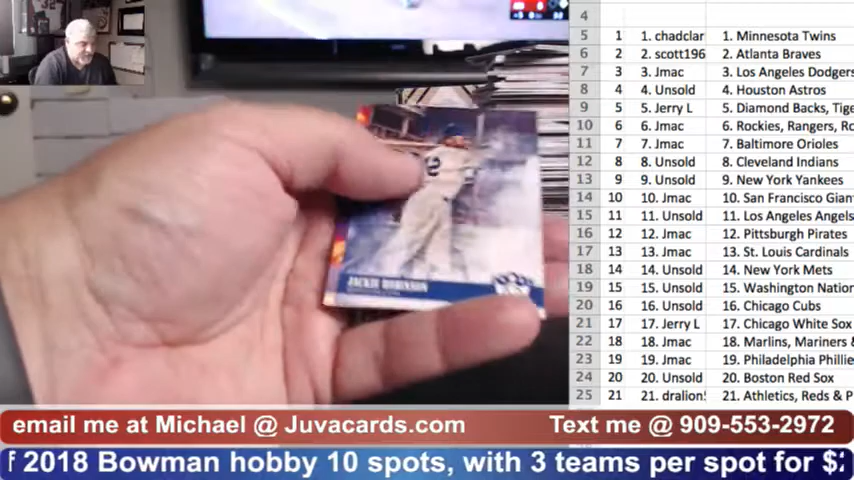 4
5 1 1. chadclar 1. Minnesota Twins
6 2 2. scott196 2. Atlanta Braves
7 3 3. Jmac 3. Los Angeles Dodgers
8 4 4. Unsold 4. Houston Astros
9 5 5. Jerry L 5. Diamond Backs, Tige
10 6 6. Jmac 6. Rockies, Rangers, Ro
11 7 7. Jmac 7. Baltimore Orioles
12 8 8. Unsold 8. Cleveland Indians
13 9 9. Unsold 9. New York Yankees
14 10 10. Jmac 10. San Francisco Giant
15 11 11. Unsold 11. Los Angeles Angels
16 12 12. Jmac 12. Pittsburgh Pirates
17 13 13. Jmac 13. St. Louis Cardinals
18 14 14. Unsold 14. New York Mets
19 15 15. Unsold 15. Washington Nation
20 16 16. Unsold 16. Chicago Cubs
21 17 17. Jerry L 17. Chicago White Sox
22 18 18. Jmac 18. Marlins, Mariners &
23 19 19. Jmac 19. Philadelphia Phillie
24 20 20. Unsold 20. Boston Red Sox
25 21 21. dralion! 21. Athletics, Reds & P
JACKIE ROBINSON
email me at Michael @ Juvacards.com Text me @ 909-553-2972
f 2018 Bowman hobby 10 spots, with 3 teams per spot for $2